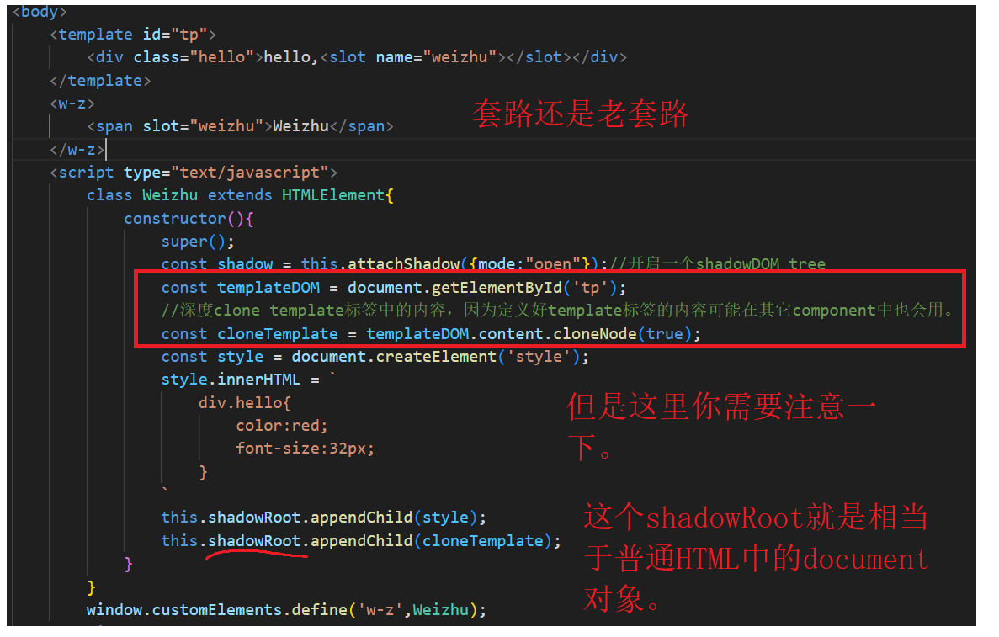 <body>
<template id="tp">
<div class="hello">hello,<slot name="weizhu"></slot></div>
</template>
<w-z>
套路还是老套路
<span slot="weizhu">Weizhu</span>
</w-z>
<script type="text/javascript">
class Weizhu extends HTMLElement{
constructor(){
super();
const shadow = this.attachShadow({mode:"open"});//开启一个shadowDOM tree
const templateDOM = document.getElementById('tp');
//深度clone template标签中的内容，因为定义好template标签的内容可能在其它component中也会用。
const cloneTemplate = templateDOM.content.cloneNode(true);
const style = document.createElement('style');
style.innerHTML = `
div.hello{
color:red;
font-size:32px;
}
`
但是这里你需要注意一
下。
this.shadowRoot.appendChild(style);
this.shadowRoot.appendChild(cloneTemplate);
这个shadowRoot就是相当
于普通HTML中的document
对象。
}
}
window.customElements.define('w-z',Weizhu);